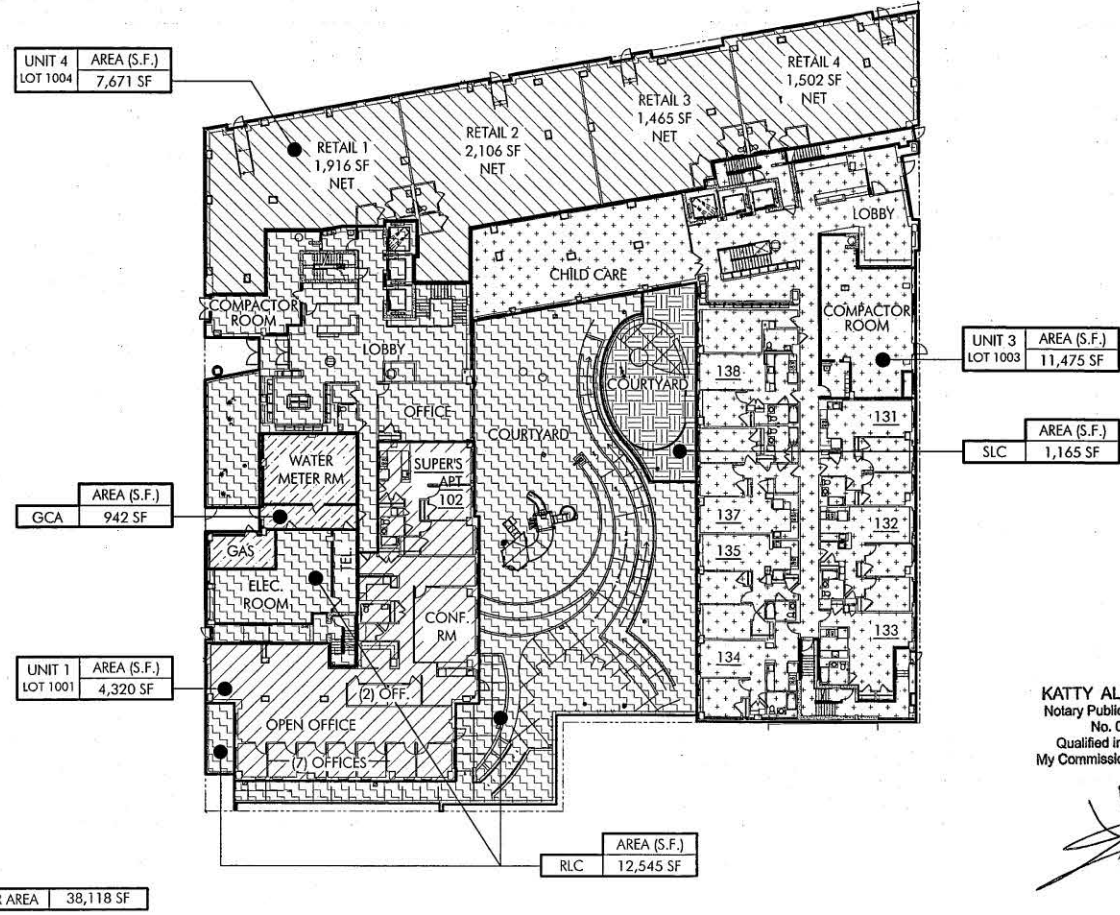 UNIT 4 AREA (S.F.)
LOT 1004 7,671 SF
RETAIL 4
1,502 SF
NET
RETAIL 3
1,465 SF
NET
RETAIL 2
2,106 SF
NET
RETAIL 1
1,916 SF
NET
LOBBY
CHILD CARE
COMPACTOR
ROOM
COMPACTOR
ROOM
LOBBY
UNIT 3 AREA (S.F.)
LOT 1003 11,475 SF
138
COURTYARD
OFFICE
131
COURTYARD
AREA (S.F.)
SLC 1,165 SF
WATER
METER RM
SUPER'S
APT
102
AREA (S.F.)
GCA 942 SF
137
132
GAS
TEL.
135
ELEC.
ROOM
CONF.
RM
133
134
UNIT 1 AREA (S.F.)
LOT 1001 4,320 SF
(2) OFF.
OPEN OFFICE
(7) OFFICES
KATTY AL
Notary Public
No. 0
Qualified in
My Commissio
AREA (S.F.)
RLC 12,545 SF
R AREA 38,118 SF